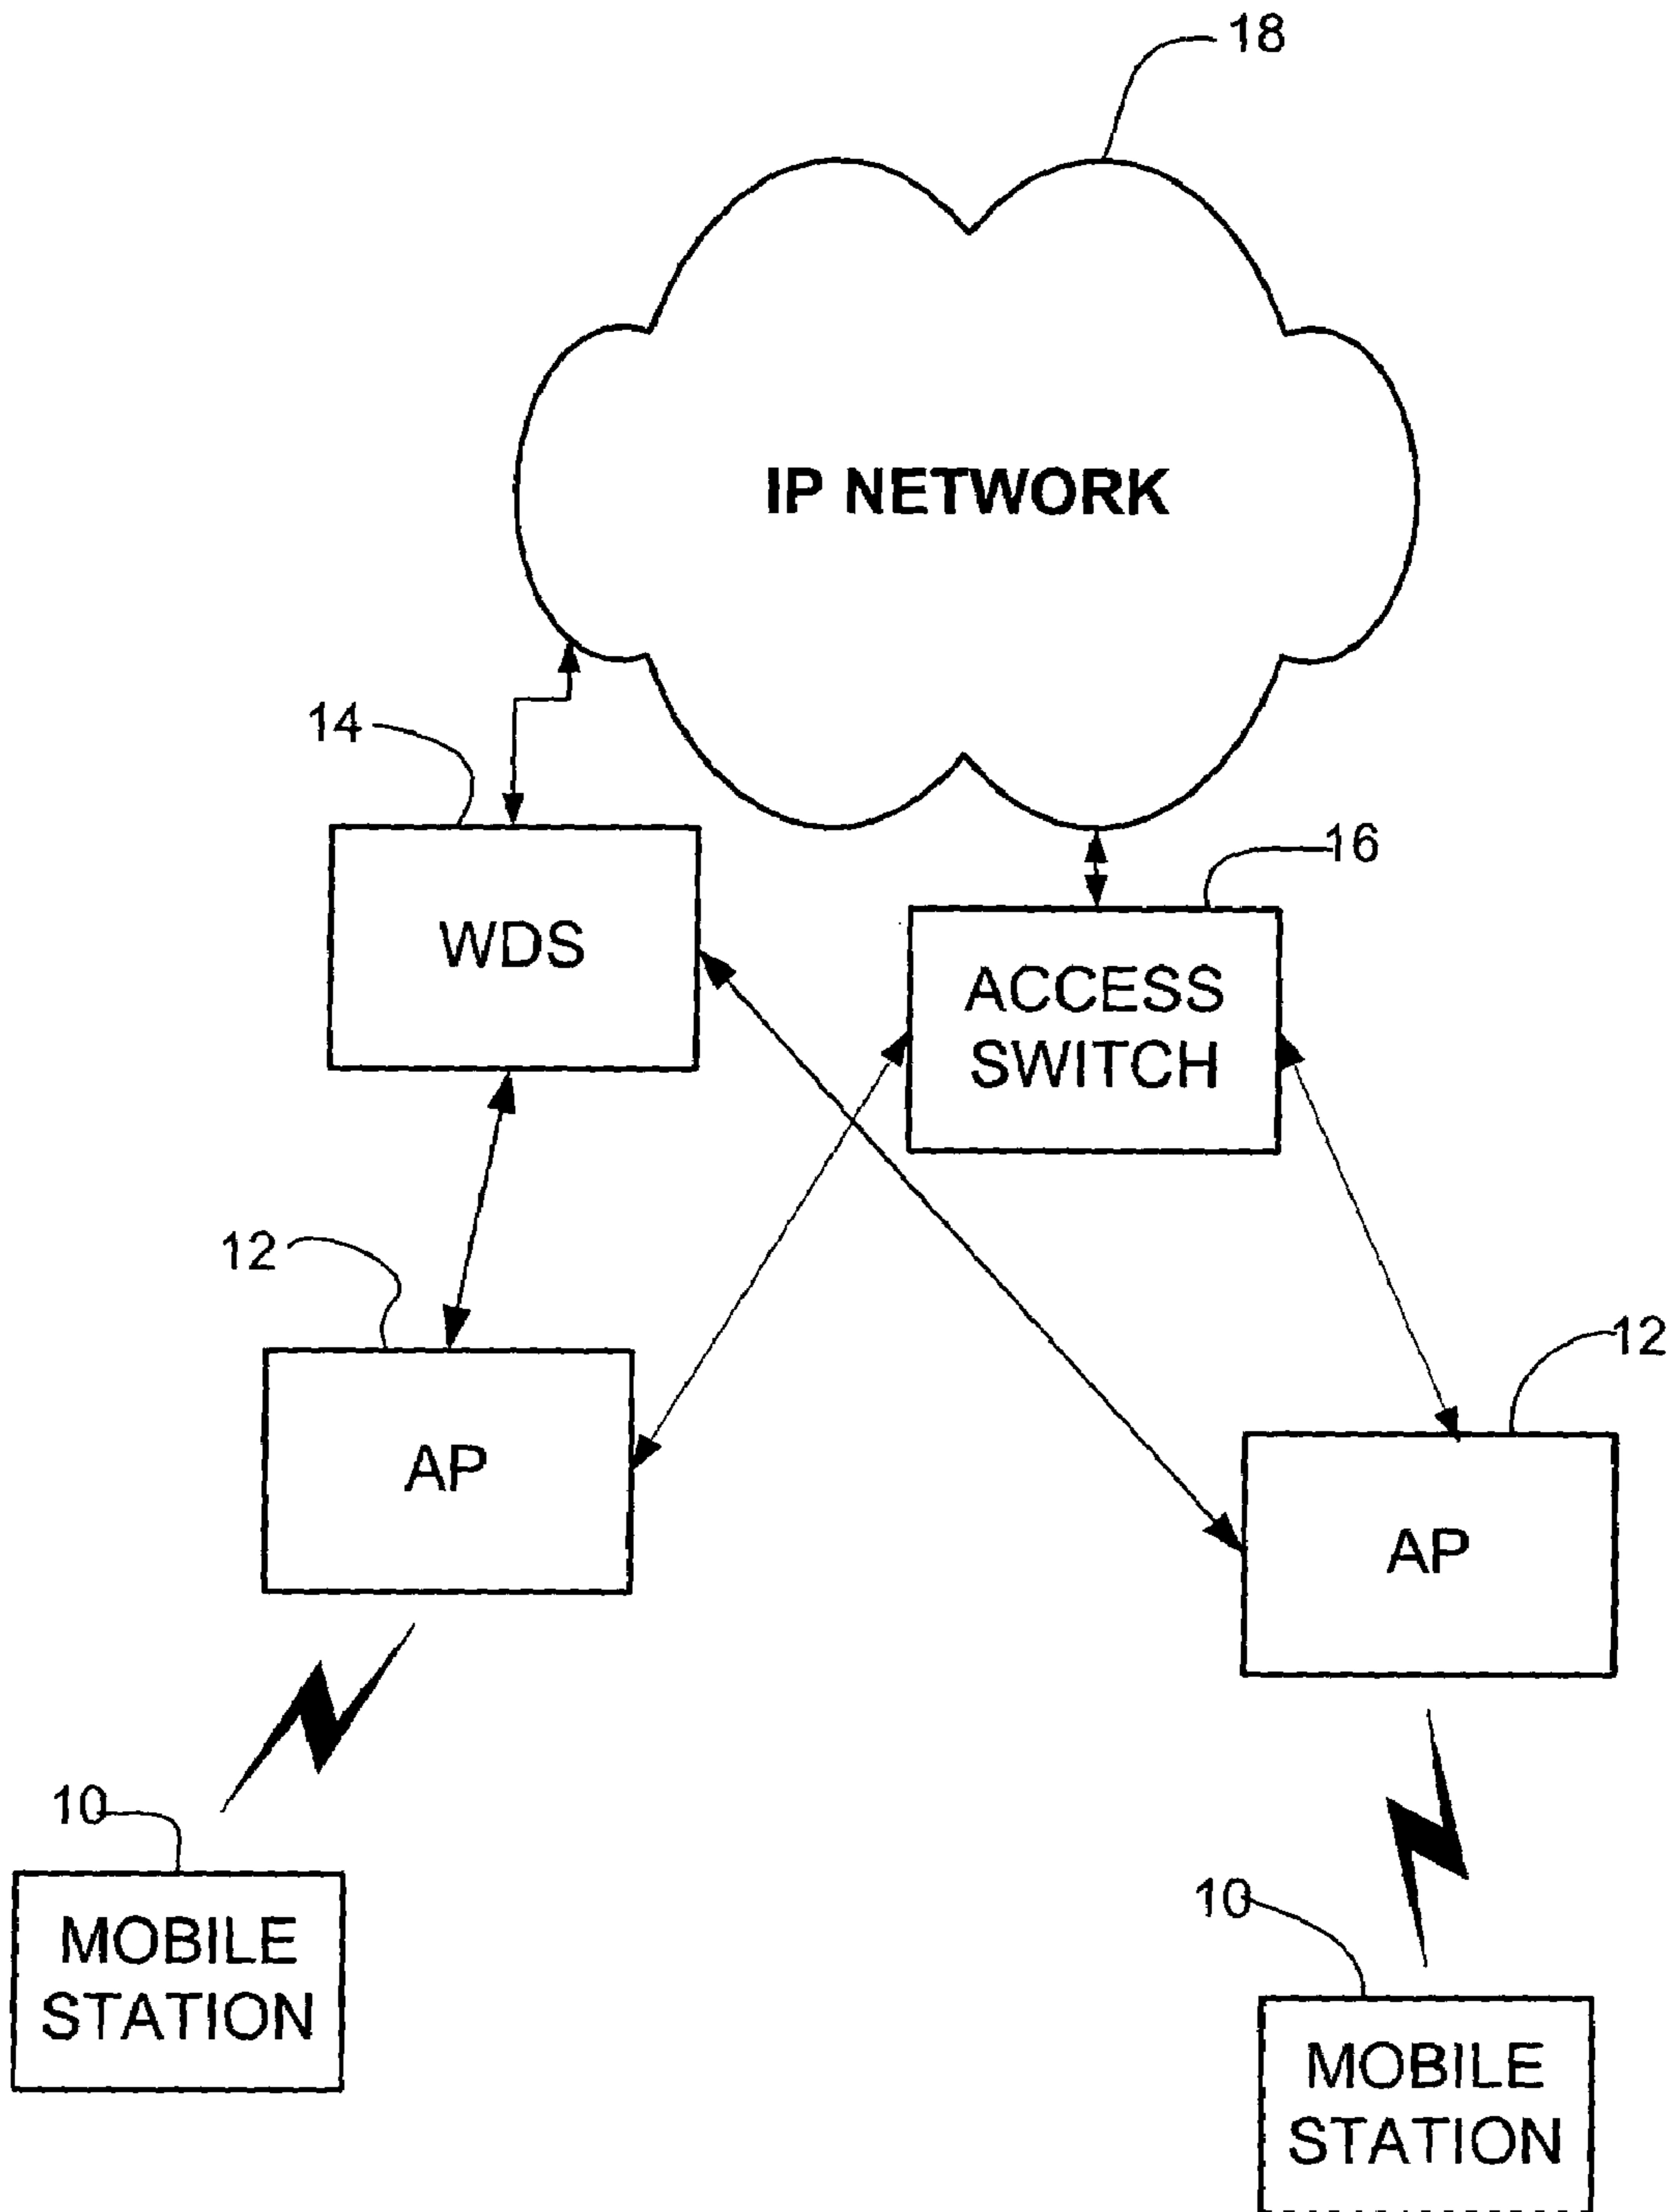 18
IP NETWORK
14
16
WDS
ACCESS
SWITCH
12
12
AP
AP
10
10
MOBILE
STATION
MOBILE
STATION